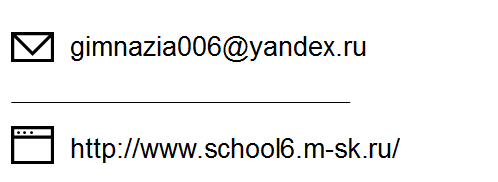 gimnazia006@yandex.ru
http://www.school6.m-sk.ru/